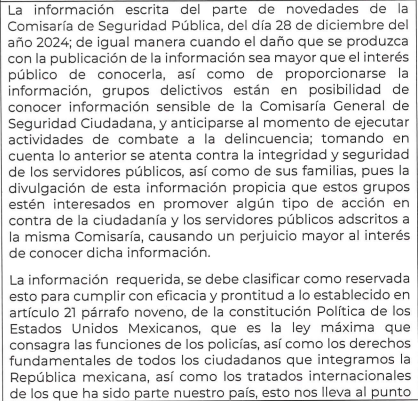 La información escrita del parte de novedades de la
Comisaría de Seguridad Pública, del día 28 de diciembre del
año 2024; de igual manera cuando el daño que se produzca
con la publicación de la información sea mayor que el interés
público de conocerla, así como de proporcionarse la
información, grupos delictivos están en posibilidad de
conocer información sensible de la Comisaría General de
Seguridad Ciudadana, y anticiparse al momento de ejecutar
actividades de combate a la delincuencia; tomando en
cuenta lo anterior se atenta contra la integridad y seguridad
de los servidores públicos, así como de sus familias, pues la
divulgación de esta información propicia que estos grupos
estén interesados en promover algún tipo de acción en
contra de la ciudadanía y los servidores públicos adscritos a
la misma Comisaría, causando un perjuicio mayor al interés
de conocer dicha información.
La información requerida, se debe clasificar como reservada
esto para cumplir con eficacia y prontitud a lo establecido en
artículo 21 párrafo noveno, de la constitución Política de los
Estados Unidos Mexicanos, que es la ley máxima que
consagra las funciones de los policías, así como los derechos
fundamentales de todos los ciudadanos que integramos la
República mexicana, así como los tratados internacionales
de los que ha sido parte nuestro país, esto nos lleva al punto